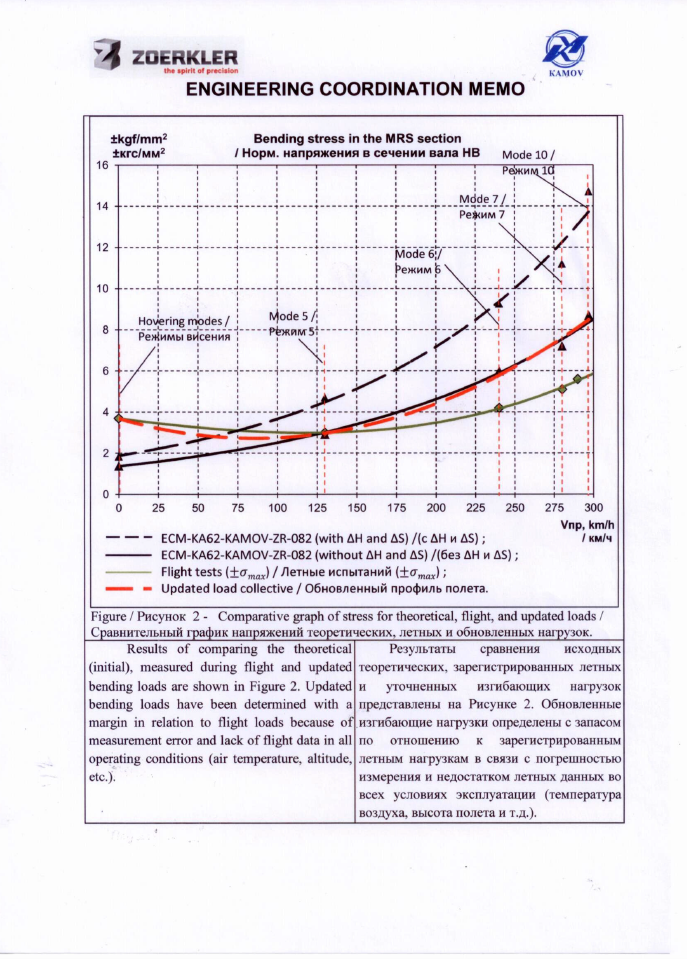 ZOERKLER
the spirit of precision
KAMOV
ENGINEERING COORDINATION MEMO
±kgf/mm²
±кгс/мм²
Bending stress in the MRS section
/ Норм. напряжения в сечении вала НВ
Mode 10 /
Режим 10
Mode 7 /
Режим 7
Mode 6 /
Режим 6
Mode 5 /
Режим 5
Hovering modes /
Режимы висения
16
14
12
10
8
6
4
2
0
0 25 50 75 100 125 150 175 200 225 250 275 300
Vпр, km/h
/ км/ч
ECM-KA62-KAMOV-ZR-082 (with ΔH and ΔS) /(с ΔH и ΔS) ;
ECM-KA62-KAMOV-ZR-082 (without ΔH and ΔS) /(без ΔH и ΔS) ;
Flight tests (±σmax) / Летные испытаний (±σmax) ;
Updated load collective / Обновленный профиль полета.
Figure / Рисунок 2 - Comparative graph of stress for theoretical, flight, and updated loads /
Сравнительный график напряжений теоретических, летных и обновленных нагрузок.
Results of comparing the theoretical
(initial), measured during flight and updated
bending loads are shown in Figure 2. Updated
bending loads have been determined with a
margin in relation to flight loads because of
measurement error and lack of flight data in all
operating conditions (air temperature, altitude,
etc.).
Результаты сравнения исходных
теоретических, зарегистрированных летных
и уточненных изгибающих нагрузок
представлены на Рисунке 2. Обновленные
изгибающие нагрузки определены с запасом
по отношению к зарегистрированным
летным нагрузкам в связи с погрешностью
измерения и недостатком летных данных во
всех условиях эксплуатации (температура
воздуха, высота полета и т.д.).